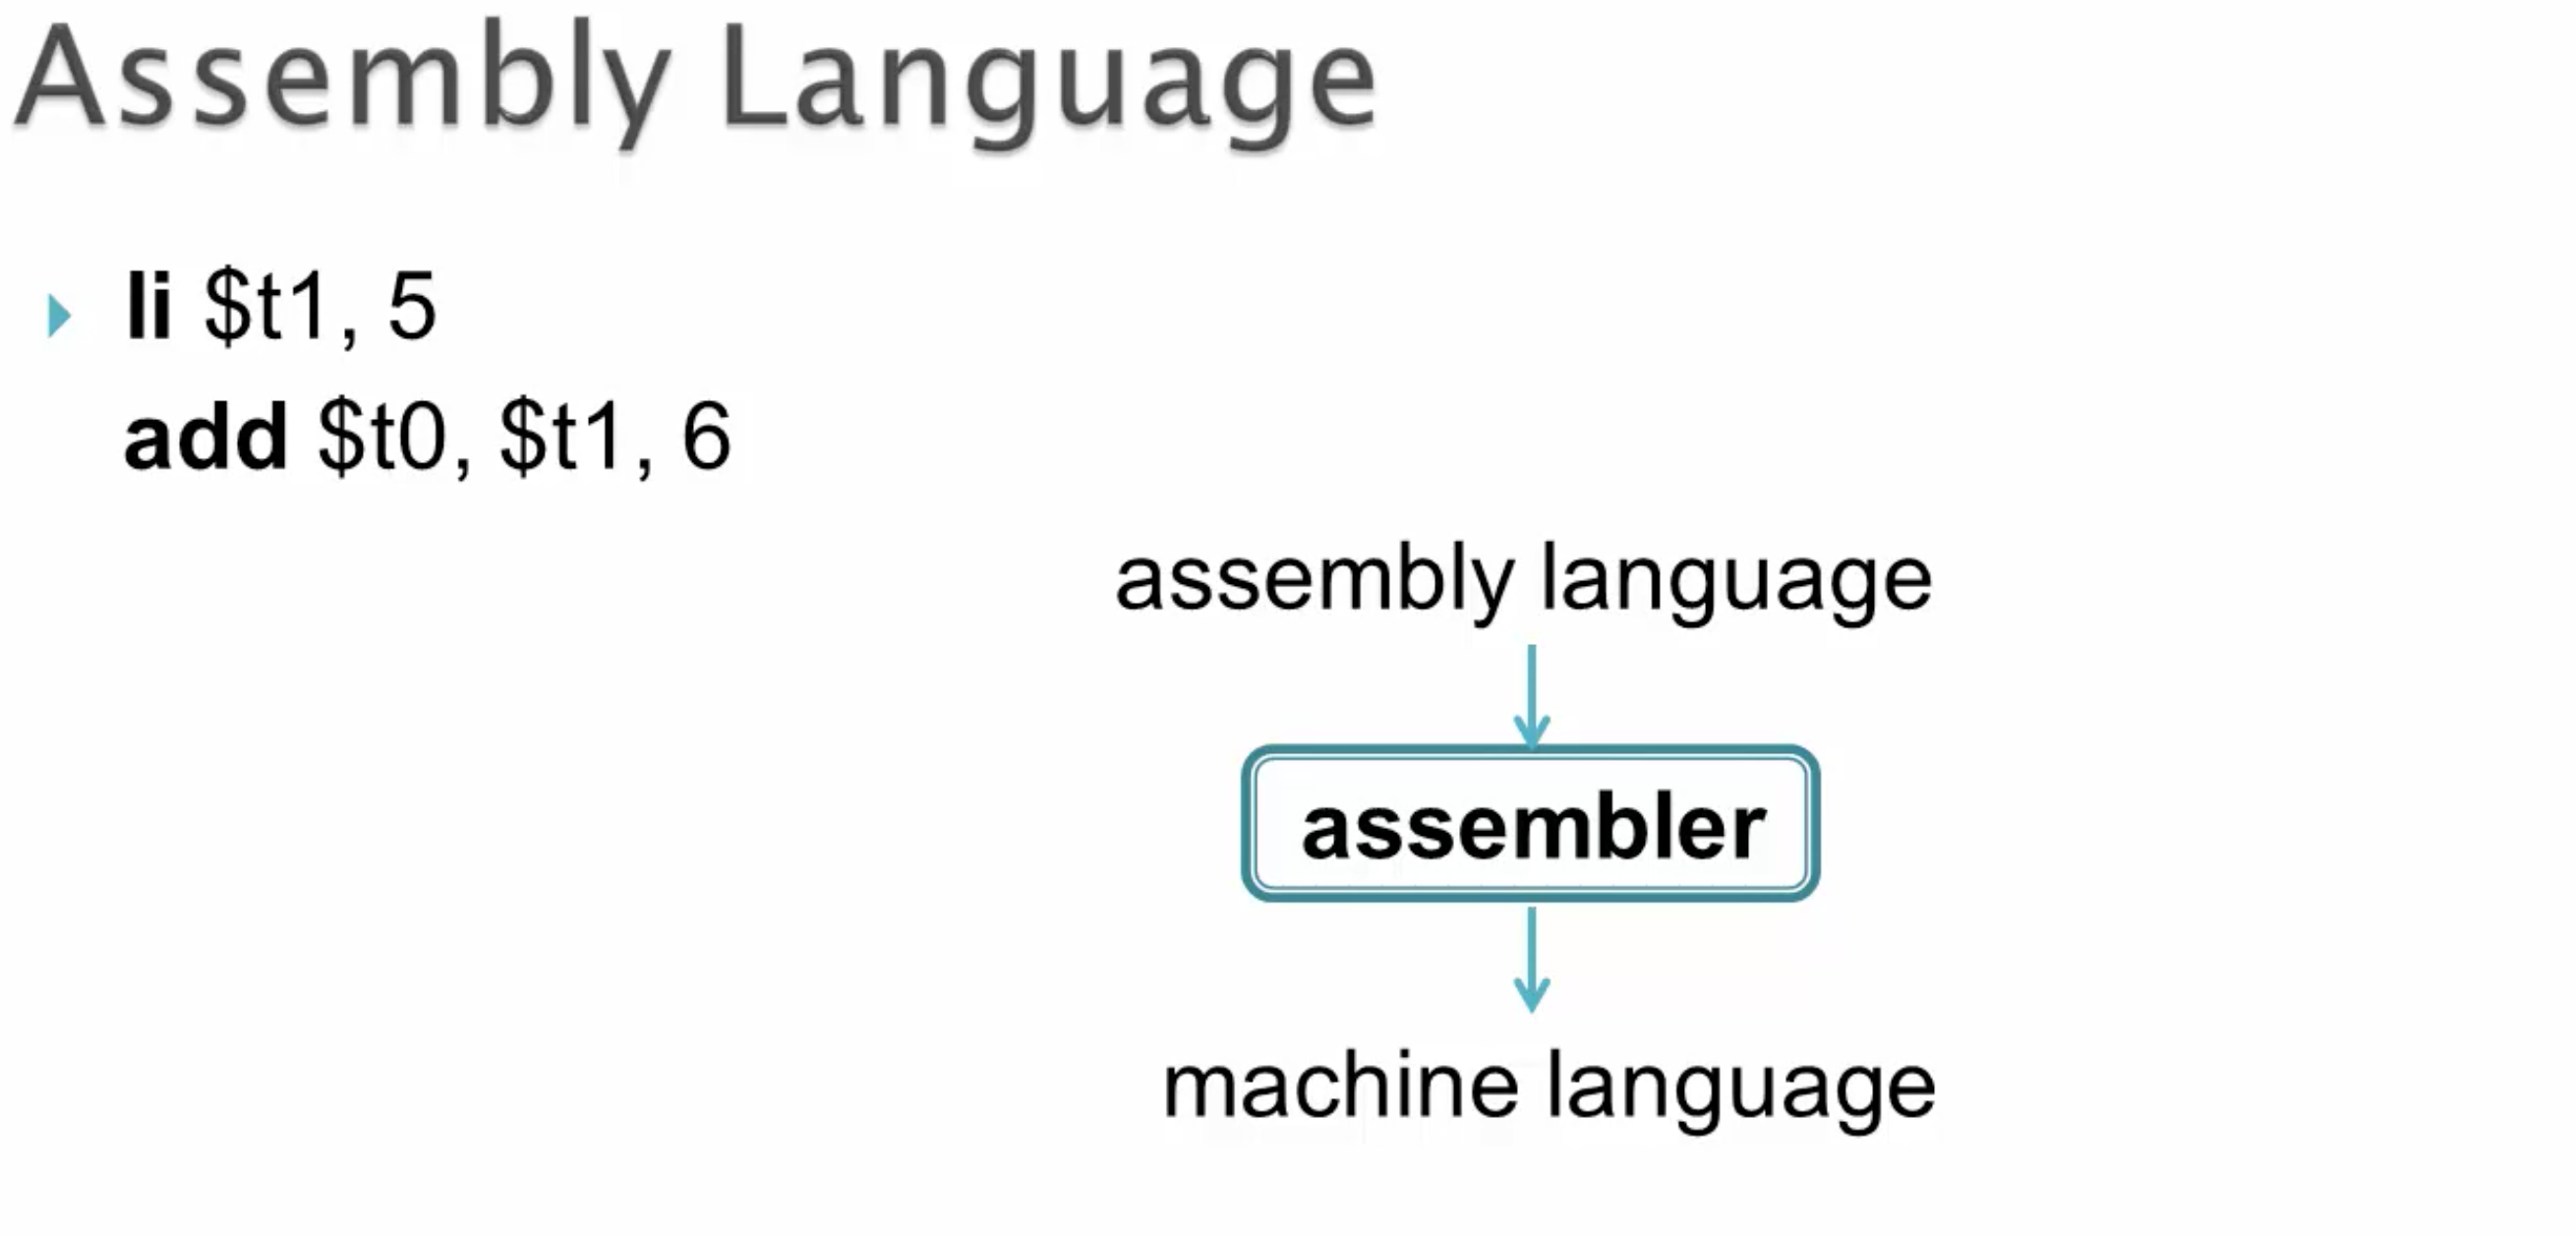 Assembly Language
li $t1, 5
add $t0, $t1, 6
assembly language
assembler
machine language